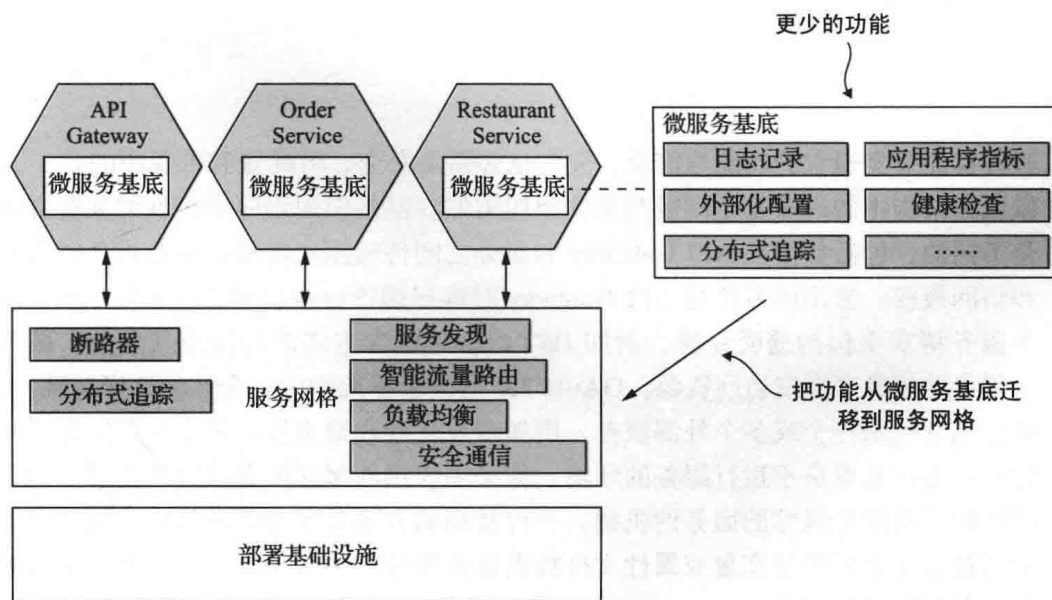 更少的功能
API
Gateway
微服务基底
Order
Service
微服务基底
Restaurant
Service
微服务基底
微服务基底
日志记录
应用程序指标
外部化配置
健康检查
分布式追踪
……
断路器
分布式追踪
服务网格
服务发现
智能流量路由
负载均衡
安全通信
把功能从微服务基底迁
移到服务网格
部署基础设施